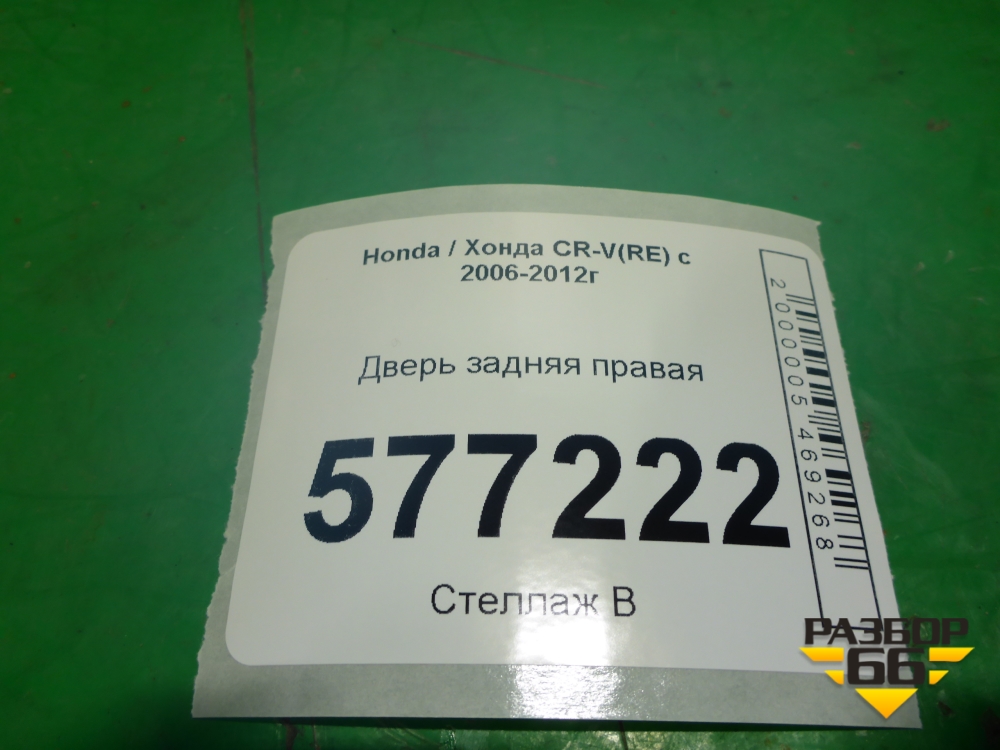 Honda / Хонда CR-V(RE) с
2006-2012г
Дверь задняя правая
577222
Стеллаж В
2000005469268
РАЗБОР
66